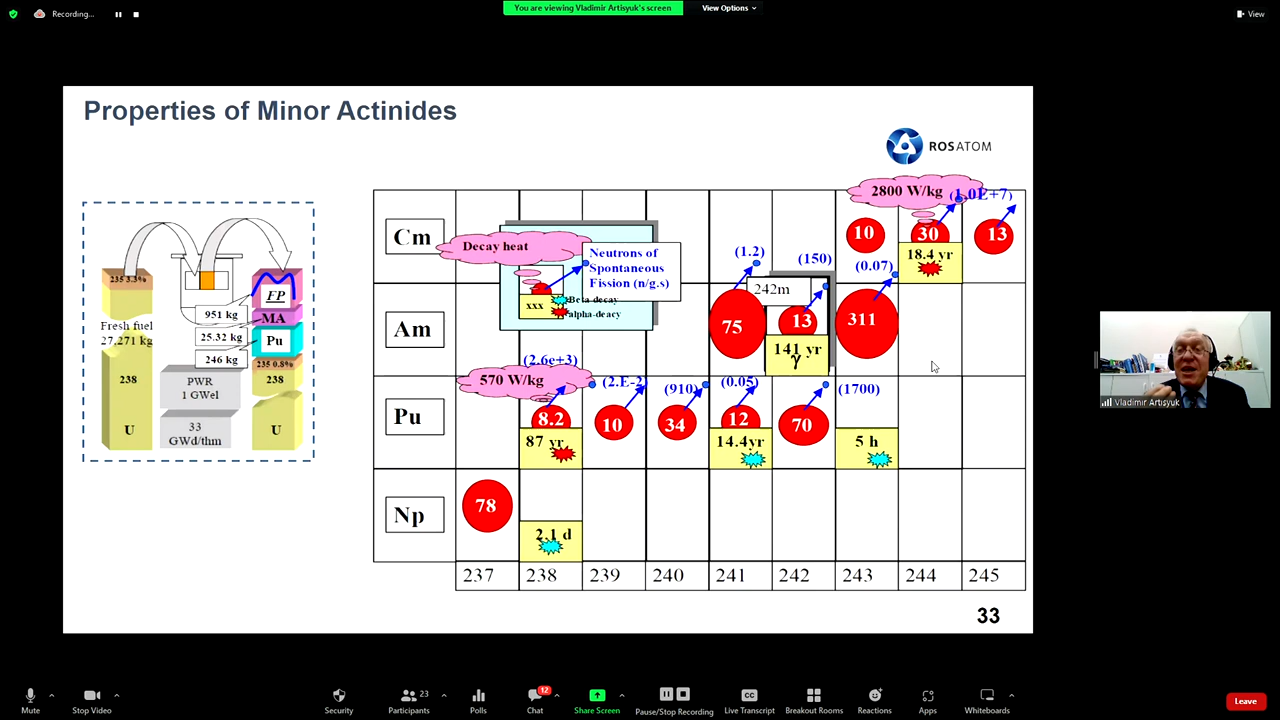 Recording...
You are viewing Vladimir Artisyuk's screen
View Options
View
Properties of Minor Actinides
ROSATOM
235 3.3%
Fresh fuel
27,271 kg
238
U
951 kg
25.32 kg
246 kg
PWR
1 GWel
33
GWd/thm
FP
MA
Pu
235 0.8%
238
U
2800 W/kg
(1.0E+7)
Cm
10
30
13
18.4 yr
Decay heat
Neutrons of
Spontaneous
Fission (n/g.s)
xxx
Beta-decay
alpha-deacy
(1.2)
(150)
(0.07)
242m
Am
75
13
311
141 yr
γ
(2.6e+3)
570 W/kg
(2.E-2)
(910)
(0.05)
(1700)
Pu
8.2
10
34
12
70
87 yr
14.4yr
5 h
Np
78
2.1 d
237 238 239 240 241 242 243 244 245
33
Vladimir Artisyuk
Mute
Stop Video
Security
23
Participants
Polls
12
Chat
Share Screen
Pause/Stop Recording
CC
Live Transcript
Breakout Rooms
Reactions
Apps
Whiteboards
Leave